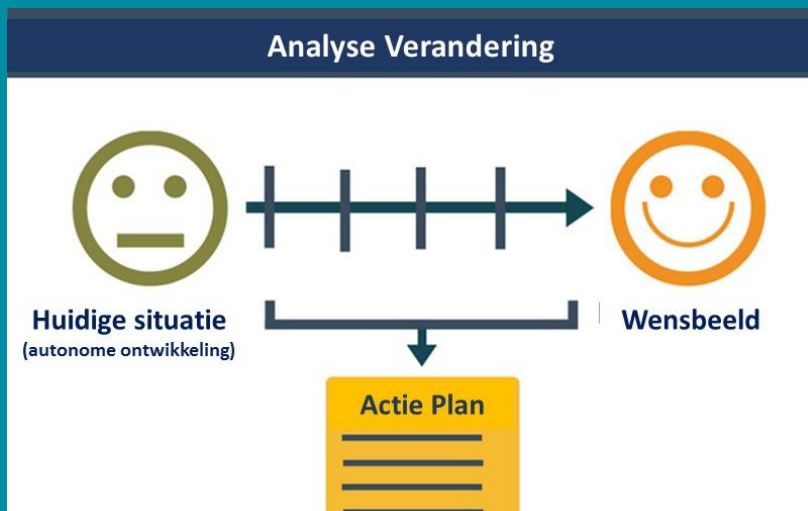 Analyse Verandering
Huidige situatie
(autonome ontwikkeling)
Wensbeeld
Actie Plan